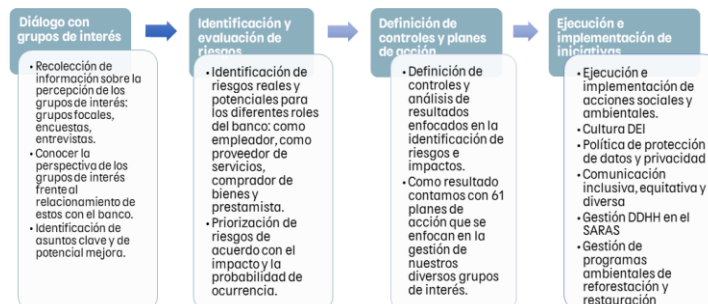 Diálogo con
grupos de interés
• Recolección de
información sobre la
percepción de los
grupos de interés:
grupos focales,
encuestas,
entrevistas.
• Conocer la
perspectiva de los
grupos de interés
frente al
relacionamiento de
estos con el banco.
• Identificación de
asuntos clave y de
potencial mejora.
Identificación y
evaluación de
riesgos
• Identificación de
riesgos reales y
potenciales para
los diferentes roles
del banco: como
empleador, como
proveedor de
servicios,
comprador de
bienes y
prestamista.
• Priorización de
riesgos de
acuerdo con el
impacto y la
probabilidad de
ocurrencia.
Definición de
controles y planes
de acción
• Definición de
controles y
análisis de
resultados
enfocados en la
identificación de
riesgos e
impactos.
• Como resultado
contamos con 61
planes de
acción que se
enfocan en la
gestión de
nuestros
diversos grupos
de interés.
Ejecución e
implementación de
iniciativas
• Ejecución e
implementación de
acciones sociales y
ambientales.
• Cultura DEI
• Política de protección
de datos y privacidad
• Comunicación
inclusiva, equitativa y
diversa
• Gestión DDHH en el
SARAS
• Gestión de
programas
ambientales de
reforestación y
restauración